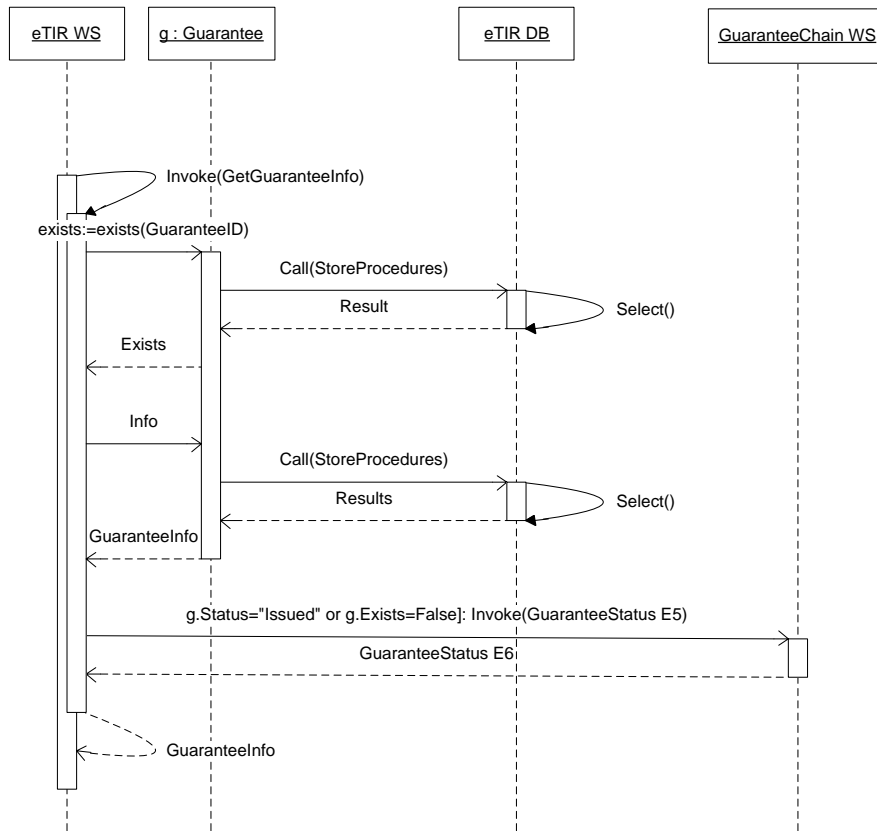 eTIR WS
g : Guarantee
eTIR DB
GuaranteeChain WS
Invoke(GetGuaranteeInfo)
exists:=exists(GuaranteeID)
Call(StoreProcedures)
Result
Select()
Exists
Info
Call(StoreProcedures)
Results
Select()
GuaranteeInfo
g.Status="Issued" or g.Exists=False]: Invoke(GuaranteeStatus E5)
GuaranteeStatus E6
GuaranteeInfo